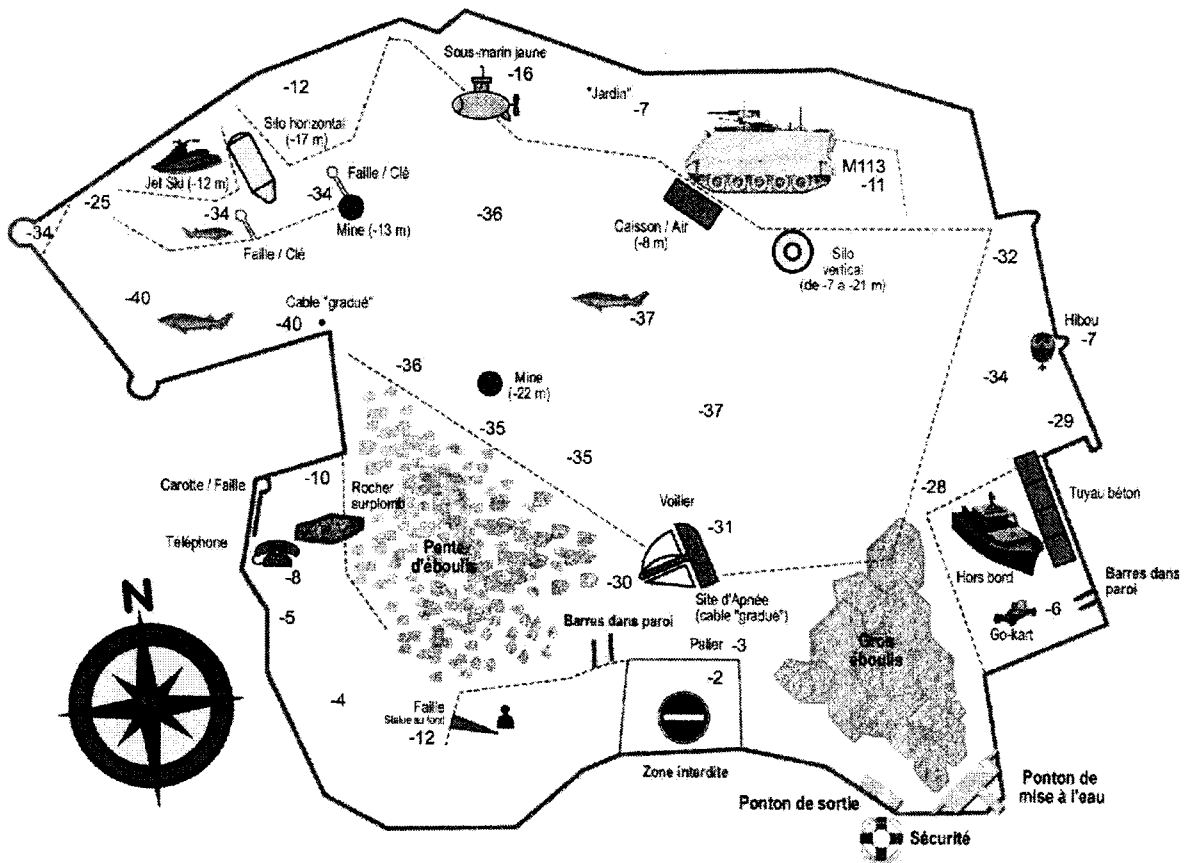 Sous-marin jaune
-16
-12
"Jardin"
-7
Silo horizontal
(-17 m)
Jet Ski (-12 m)
Faille / Clé
-34
M113
-11
-25
-34
-34
Mine (-13 m)
-36
Caisson / Air
(-8 m)
Faille / Clé
Silo
vertical
(de -7 a -21 m)
-32
-40
Cable "gradué"
-40
-37
Hibou
-7
-36
Mine
(-22 m)
-34
-37
-35
-29
-35
Carotte / Faille
-10
Rocher
surplomb
Voilier
-28
Tuyau béton
-31
Téléphone
Pente
d'éboulis
-8
-30
Hors bord
Site d'Apnée
(cable "gradué")
Barres dans
paroi
-5
-6
Go-kart
Barres dans paroi
N
Palier -3
Gros
éboulis
-2
-4
Faille
Statue au fond
-12
Zone interdite
Ponton de sortie
Ponton de
mise à l'eau
Sécurité